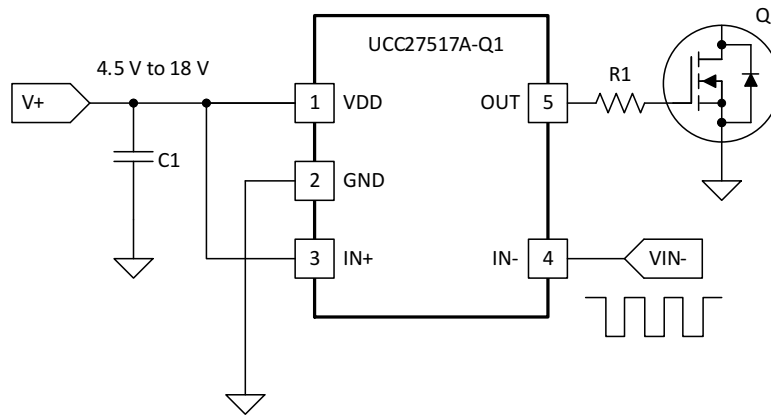 UCC27517A-Q1
Q
4.5 V to 18 V
V+
C1
1 VDD
2 GND
3 IN+
OUT 5
IN- 4
R1
VIN-